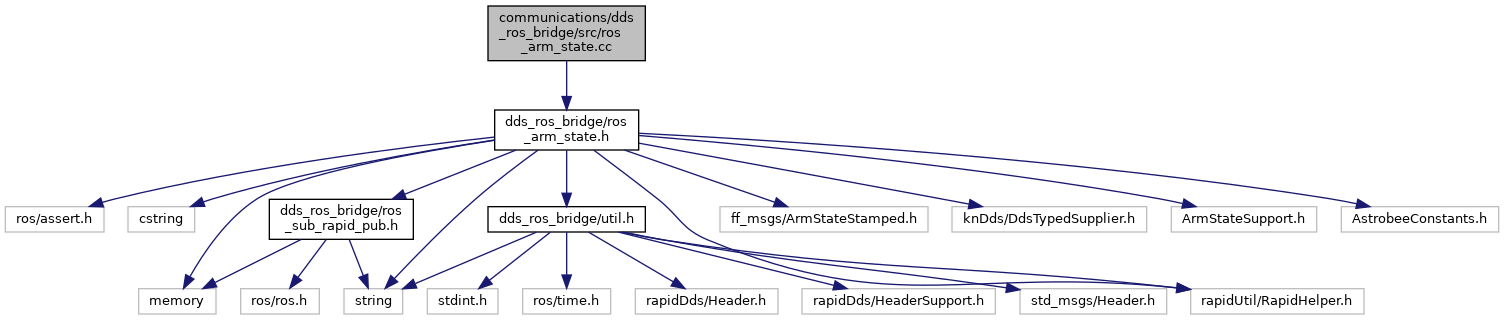 communications/dds
_ros_bridge/src/ros
_arm_state.cc
dds_ros_bridge/ros
_arm_state.h
ros/assert.h
cstring
dds_ros_bridge/ros
_sub_rapid_pub.h
dds_ros_bridge/util.h
ff_msgs/ArmStateStamped.h
knDds/DdsTypedSupplier.h
ArmStateSupport.h
AstrobeeConstants.h
memory
ros/ros.h
string
stdint.h
ros/time.h
rapidDds/Header.h
rapidDds/HeaderSupport.h
std_msgs/Header.h
rapidUtil/RapidHelper.h